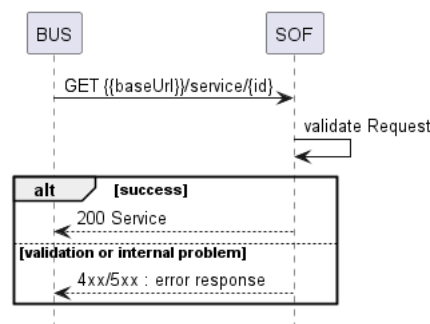 BUS SOF
GET {{baseUrl}}/service/{id}
validate Request
alt [success]
200 Service
[validation or internal problem]
4xx/5xx : error response